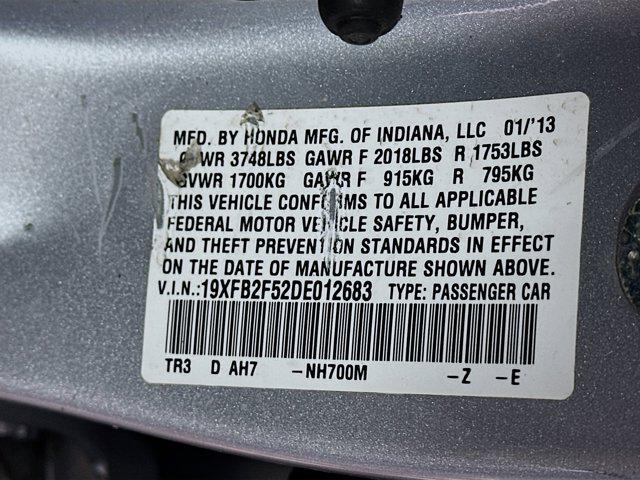 MFD. BY HONDA MFG. OF INDIANA, LLC 01/'13
GVWR 3748LBS GAWR F 2018LBS R 1753LBS
GVWR 1700KG GAWR F 915KG R 795KG
THIS VEHICLE CONFORMS TO ALL APPLICABLE
FEDERAL MOTOR VEHICLE SAFETY, BUMPER,
AND THEFT PREVENTION STANDARDS IN EFFECT
ON THE DATE OF MANUFACTURE SHOWN ABOVE.
V.I.N.:19XFB2F52DE012683 TYPE: PASSENGER CAR
TR3 D AH7 -NH700M -Z -E